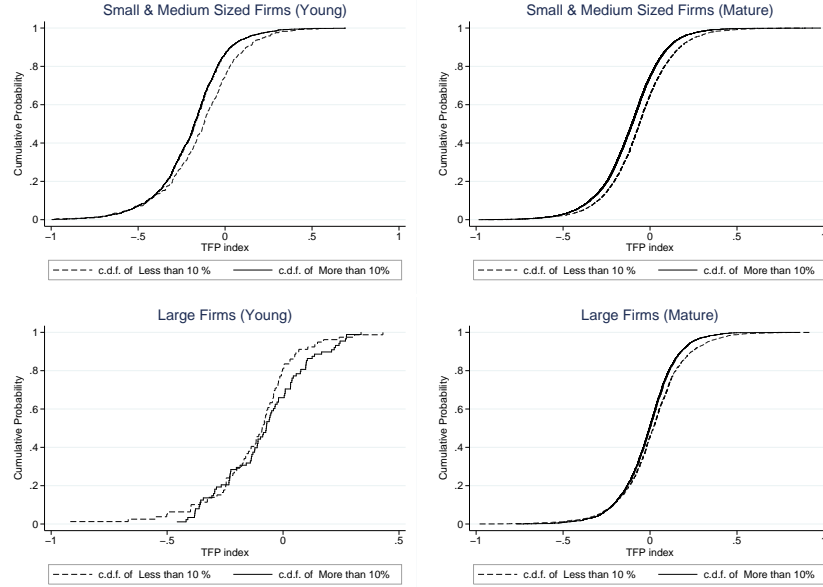 Small & Medium Sized Firms (Young)
Cumulative Probability
1
.8
.6
.4
.2
0
−1
−.5
0
.5
1
TFP index
c.d.f. of Less than 10 %
c.d.f. of More than 10%
Small & Medium Sized Firms (Mature)
Cumulative Probability
1
.8
.6
.4
.2
0
−1
−.5
0
.5
1
TFP index
c.d.f. of Less than 10 %
c.d.f. of More than 10%
Large Firms (Young)
Cumulative Probability
1
.8
.6
.4
.2
0
−1
−.5
0
.5
TFP index
c.d.f. of Less than 10 %
c.d.f. of More than 10%
Large Firms (Mature)
Cumulative Probability
1
.8
.6
.4
.2
0
−1
−.5
0
.5
1
TFP index
c.d.f. of Less than 10 %
c.d.f. of More than 10%